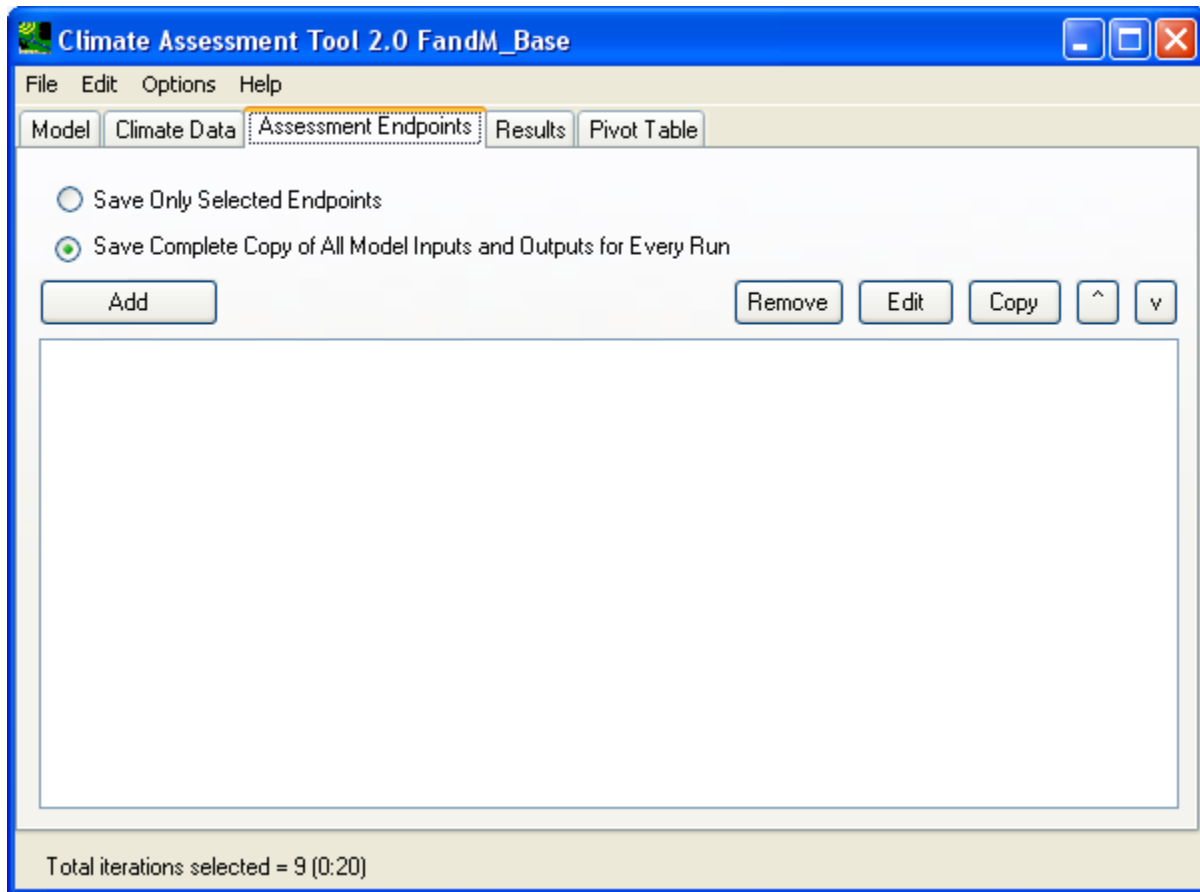 Climate Assessment Tool 2.0 FandM_Base
File Edit Options Help
Model Climate Data Assessment Endpoints Results Pivot Table
Save Only Selected Endpoints
Save Complete Copy of All Model Inputs and Outputs for Every Run
Add Remove Edit Copy ^ v
Total iterations selected = 9 (0:20)